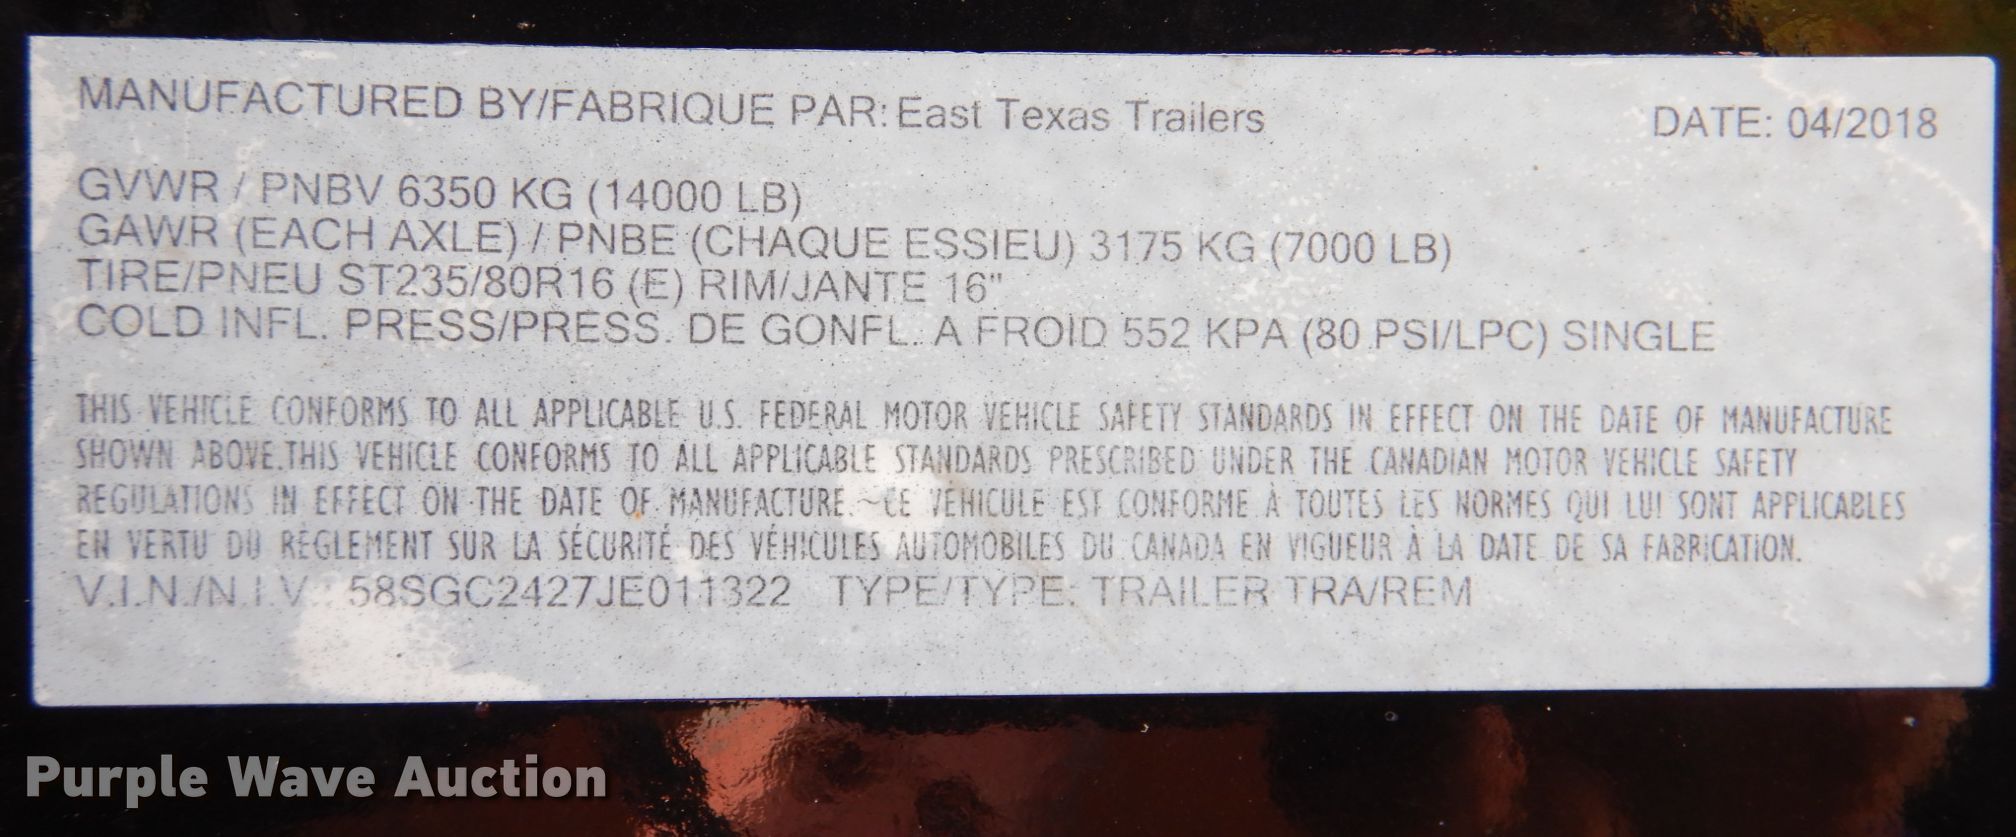 MANUFACTURED BY/FABRIQUE PAR: East Texas Trailers DATE: 04/2018
GVWR / PNBV 6350 KG (14000 LB)
GAWR (EACH AXLE) / PNBE (CHAQUE ESSIEU) 3175 KG (7000 LB)
TIRE/PNEU ST235/80R16 (E) RIM/JANTE 16"
COLD INFL. PRESS/PRESS. DE GONFL. A FROID 552 KPA (80 PSI/LPC) SINGLE
THIS VEHICLE CONFORMS TO ALL APPLICABLE U.S. FEDERAL MOTOR VEHICLE SAFETY STANDARDS IN EFFECT ON THE DATE OF MANUFACTURE
SHOWN ABOVE.THIS VEHICLE CONFORMS TO ALL APPLICABLE STANDARDS PRESCRIBED UNDER THE CANADIAN MOTOR VEHICLE SAFETY
REGULATIONS IN EFFECT ON THE DATE OF MANUFACTURE.~CE VEHICULE EST CONFORME À TOUTES LES NORMES QUI LUI SONT APPLICABLES
EN VERTU DU RÈGLEMENT SUR LA SÉCURITÉ DES VÉHICULES AUTOMOBILES DU CANADA EN VIGUEUR À LA DATE DE SA FABRICATION.
V.I.N./N.I.V.: 58SGC2427JE011322 TYPE/TYPE: TRAILER TRA/REM
Purple Wave Auction